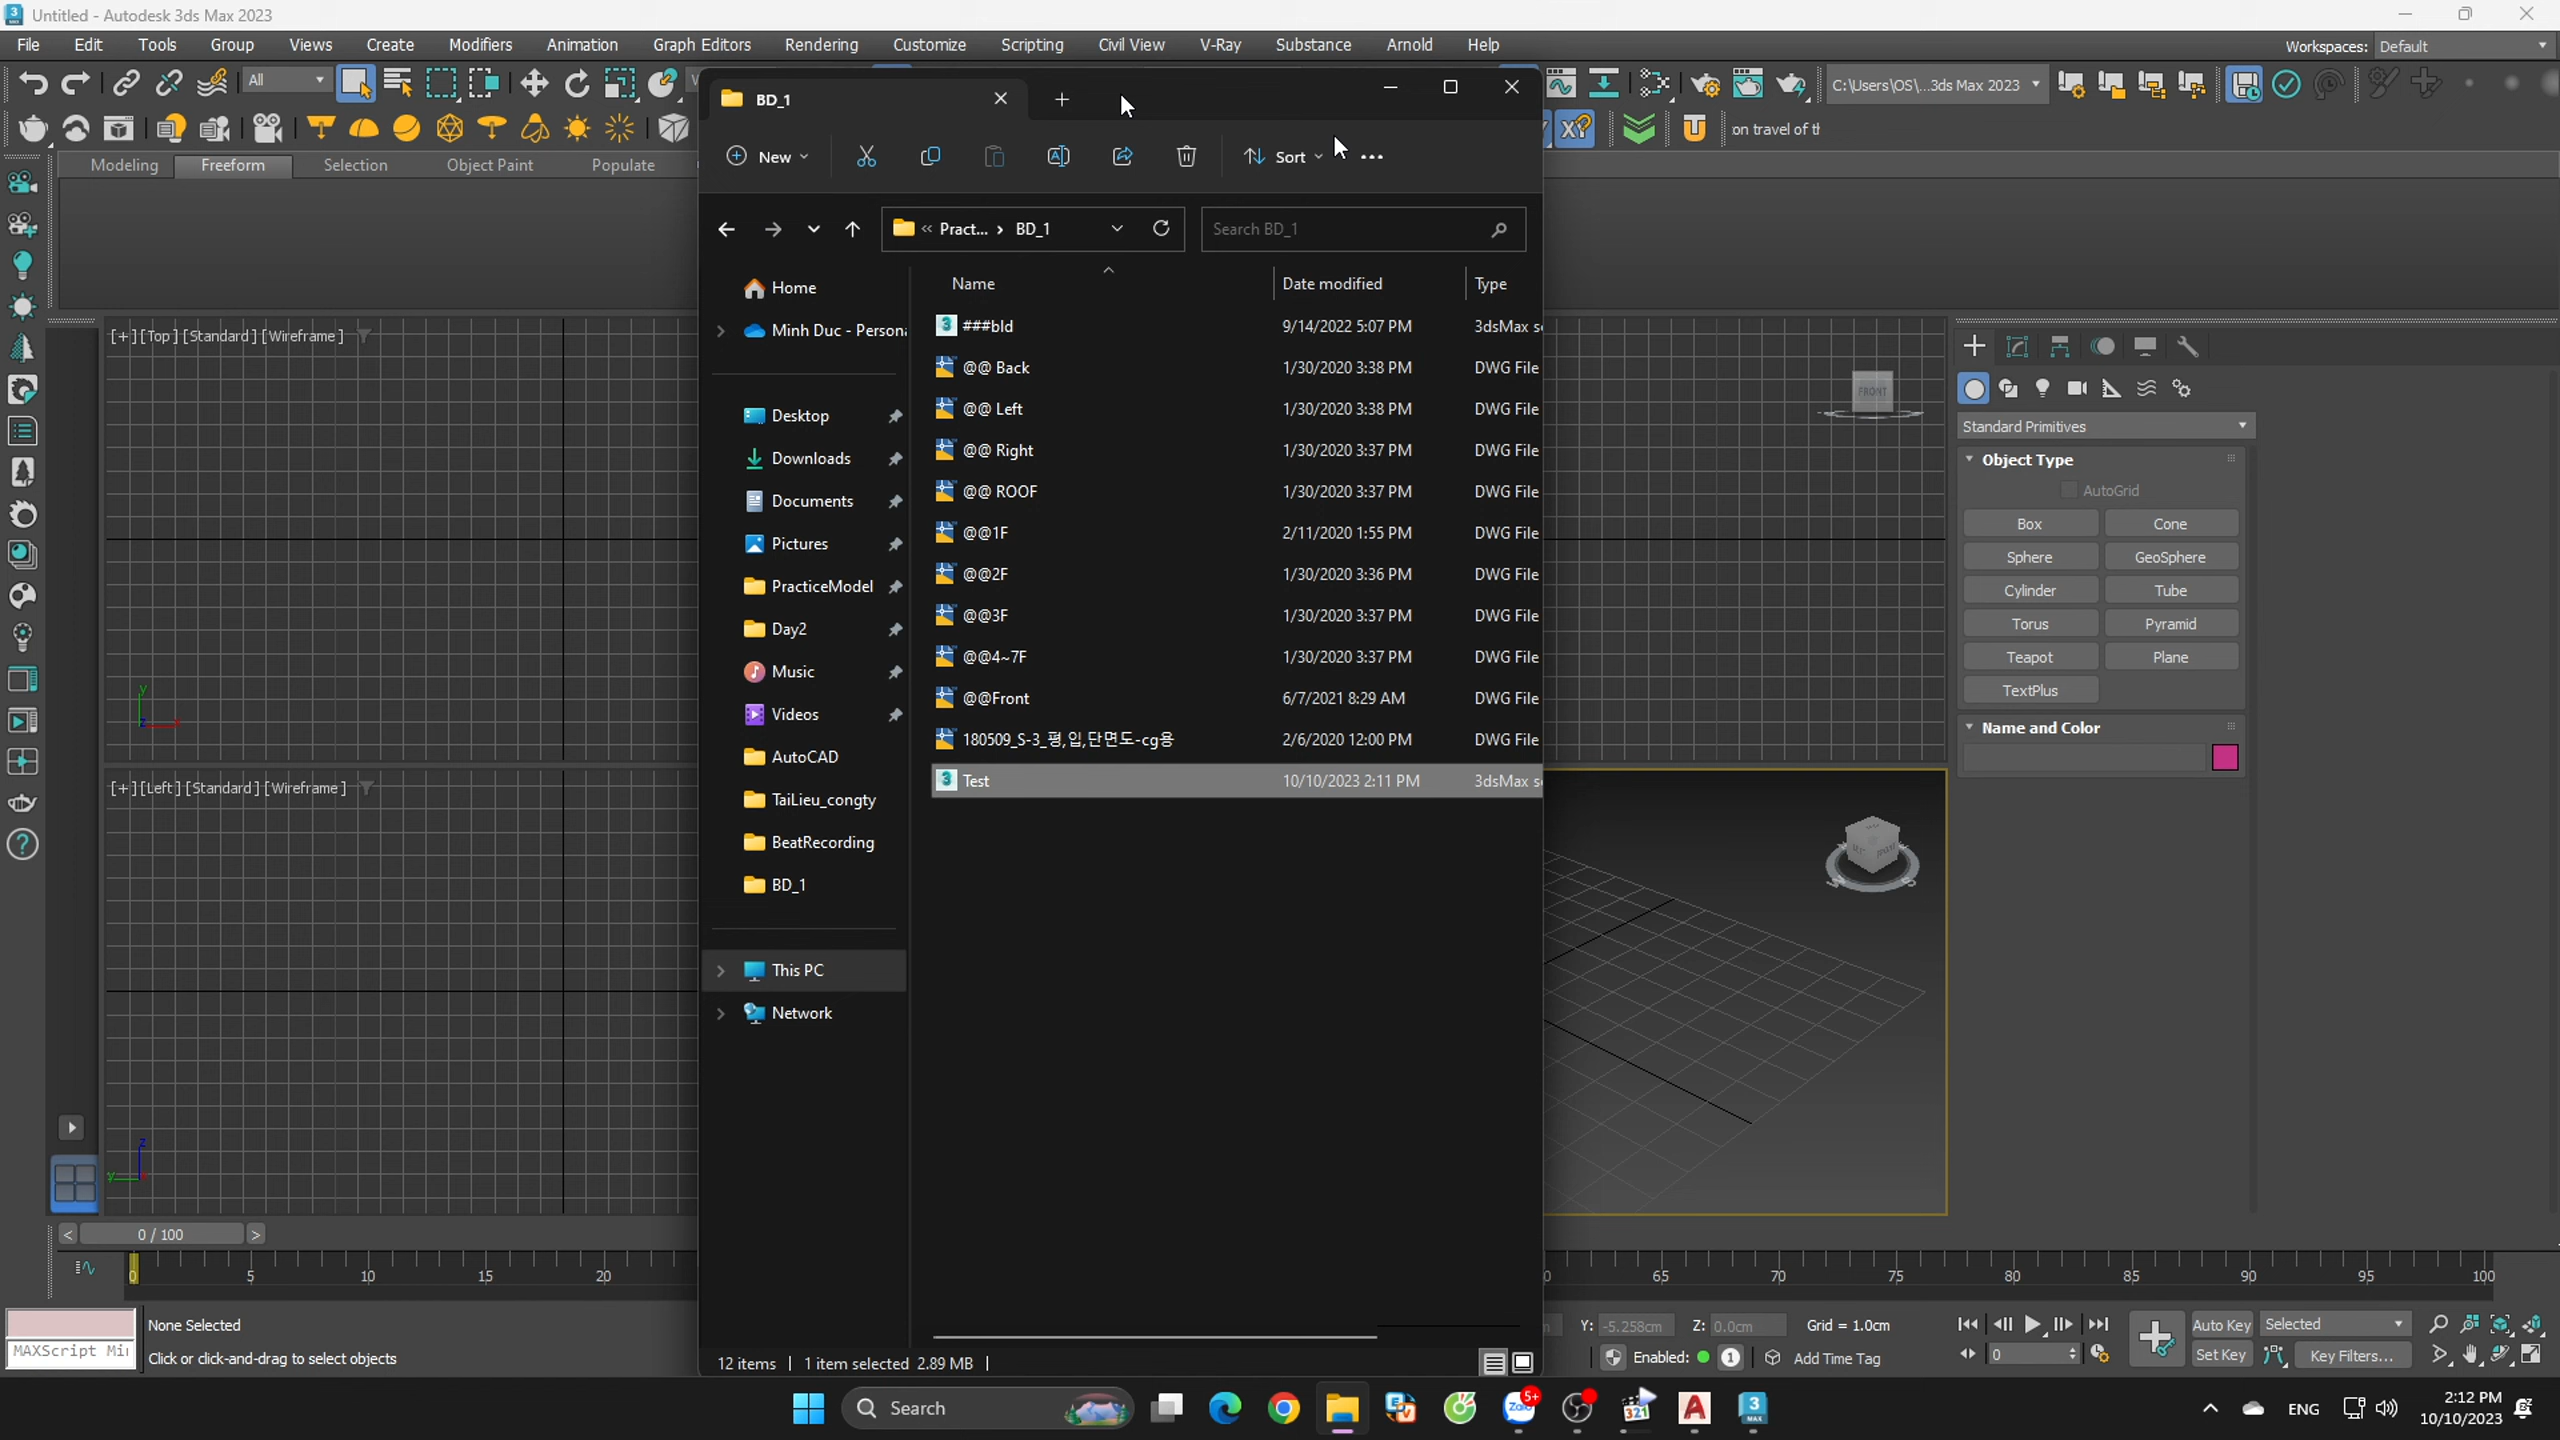 Untitled - Autodesk 3ds Max 2023
File Edit Tools Group Views Create Modifiers Animation Graph Editors Rendering Customize Scripting Civil View V-Ray Substance Arnold Help
Workspaces: Default
All
C:\Users\OS\...3ds Max 2023
on travel of th
Modeling Freeform Selection Object Paint Populate
BD_1
New
Sort
Pract... › BD_1
Search BD_1
Name Date modified Type
Home
Minh Duc - Persona
Desktop
Downloads
Documents
Pictures
PracticeModel
Day2
Music
Videos
AutoCAD
TaiLieu_congty
BeatRecording
BD_1
This PC
Network
###bld 9/14/2022 5:07 PM 3dsMax s
@@ Back 1/30/2020 3:38 PM DWG File
@@ Left 1/30/2020 3:38 PM DWG File
@@ Right 1/30/2020 3:37 PM DWG File
@@ ROOF 1/30/2020 3:37 PM DWG File
@@1F 2/11/2020 1:55 PM DWG File
@@2F 1/30/2020 3:36 PM DWG File
@@3F 1/30/2020 3:37 PM DWG File
@@4~7F 1/30/2020 3:37 PM DWG File
@@Front 6/7/2021 8:29 AM DWG File
180509_S-3_평,입,단면도-cg용 2/6/2020 12:00 PM DWG File
Test 10/10/2023 2:11 PM 3dsMax s
12 items 1 item selected 2.89 MB
[+] [Top] [Standard] [Wireframe]
y
z
x
[+] [Left] [Standard] [Wireframe]
z
y
FRONT
Standard Primitives
Object Type
AutoGrid
Box Cone
Sphere GeoSphere
Cylinder Tube
Torus Pyramid
Teapot Plane
TextPlus
Name and Color
< 0 / 100 >
0 5 10 15 20 65 70 75 80 85 90 95 100
None Selected
MAXScript Mi
Click or click-and-drag to select objects
Y: -5.258cm Z: 0.0cm Grid = 1.0cm
Enabled: 1 Add Time Tag
Auto Key Selected
0
Set Key Key Filters...
Search
5+
Zalo
321
A
3
MAX
ENG
2:12 PM
10/10/2023